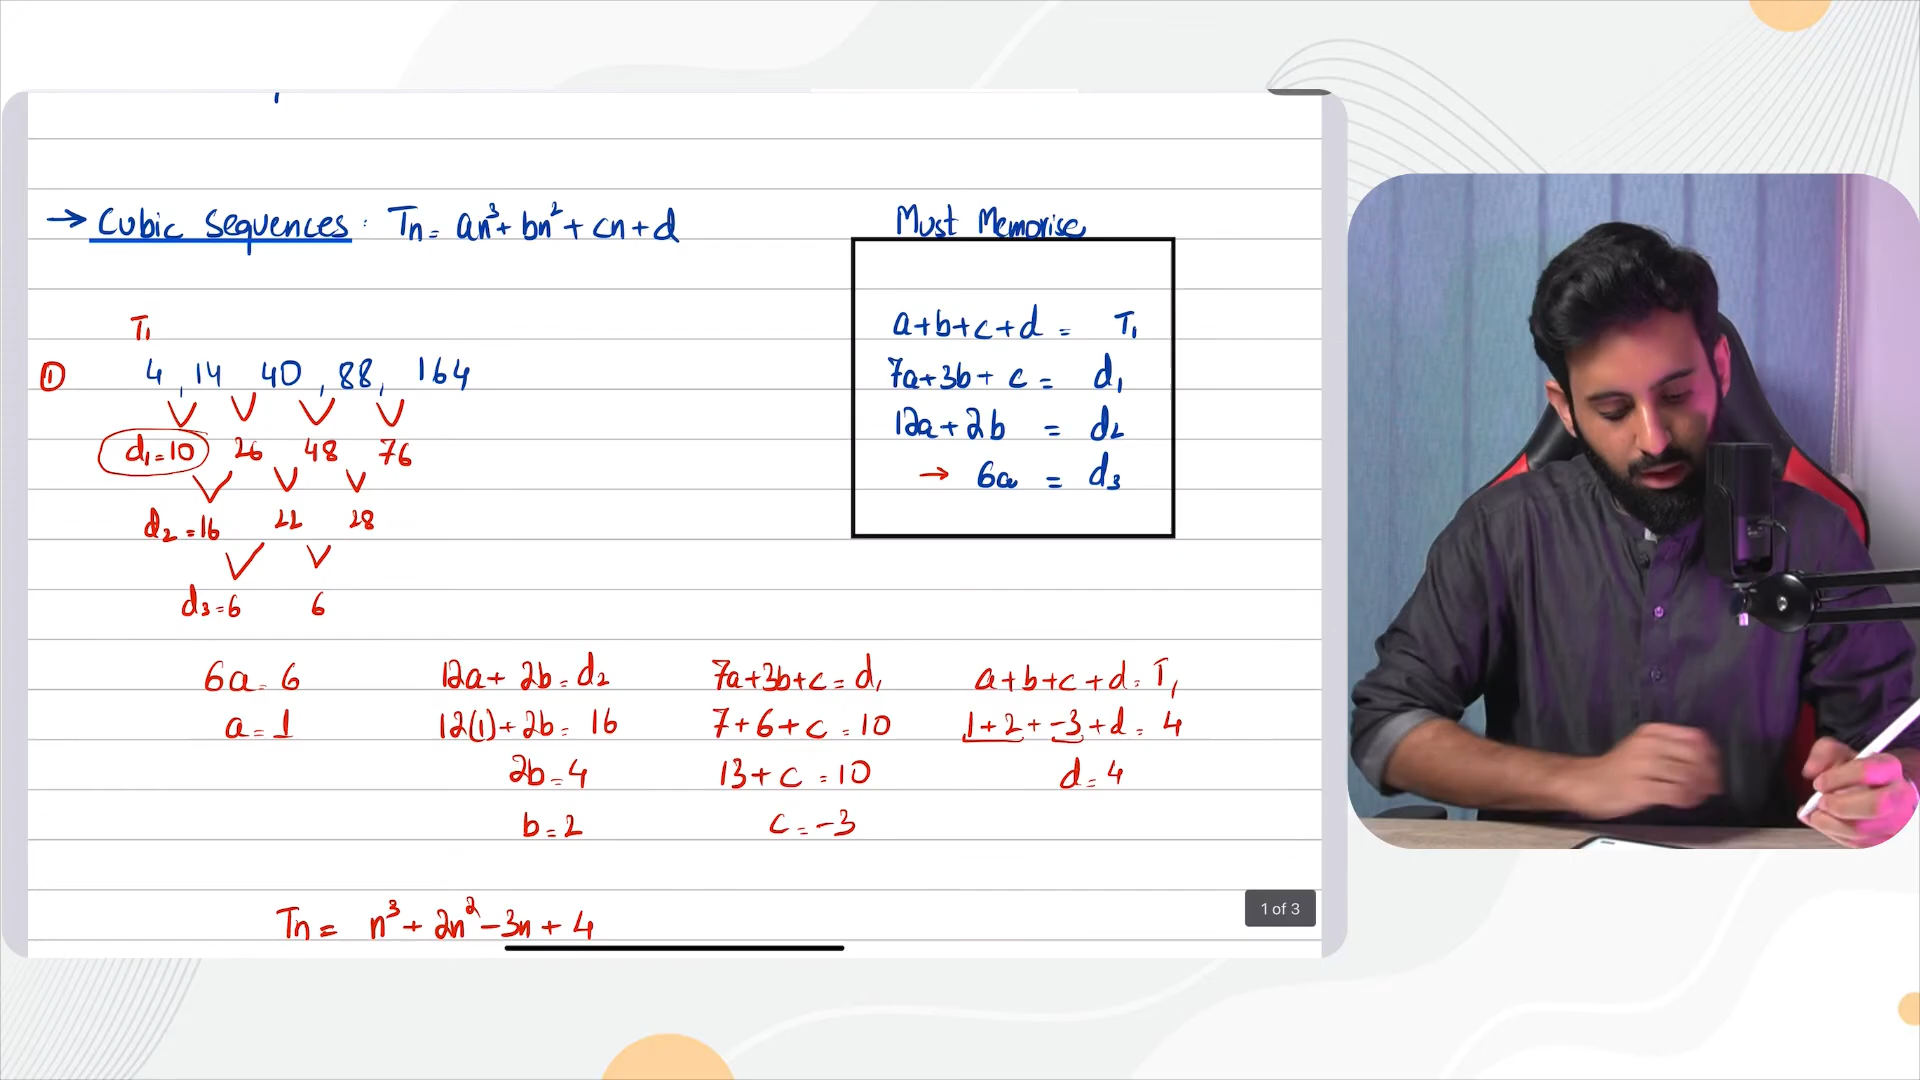 → Cubic Sequences : Tn = an³ + bn² + cn + d
Must Memorise
a+b+c+d = T₁
7a+3b+c = d₁
12a+2b = d₂
→ 6a = d₃
T₁
① 4, 14 40, 88, 164
d₁=10 26 48 76
d₂=16 22 28
d₃=6 6
6a=6
a=1
12a+2b=d₂
12(1)+2b=16
2b=4
b=2
7a+3b+c=d₁
7+6+c=10
13+c=10
c=-3
a+b+c+d=T₁
1+2+-3+d=4
d=4
Tn = n³+2n²-3n+4
1 of 3